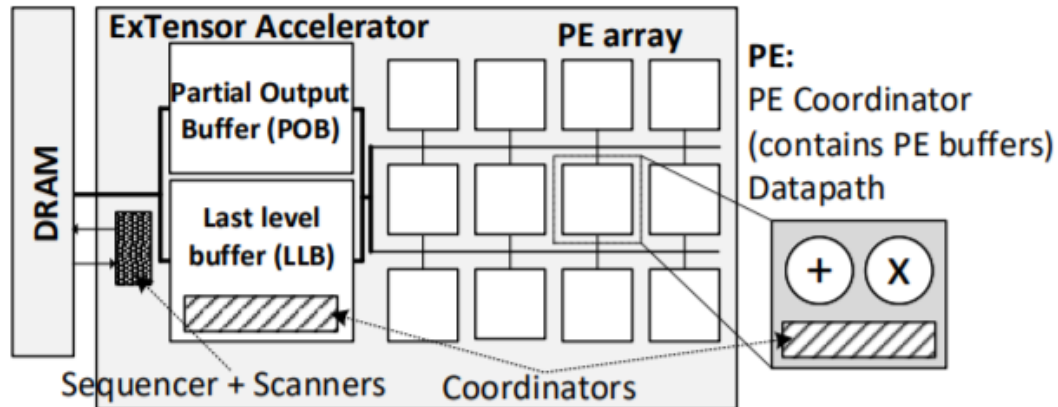 ExTensor Accelerator
PE array
DRAM
Partial Output
Buffer (POB)
Last level
buffer (LLB)
Sequencer + Scanners
Coordinators
PE:
PE Coordinator
(contains PE buffers)
Datapath
+
X